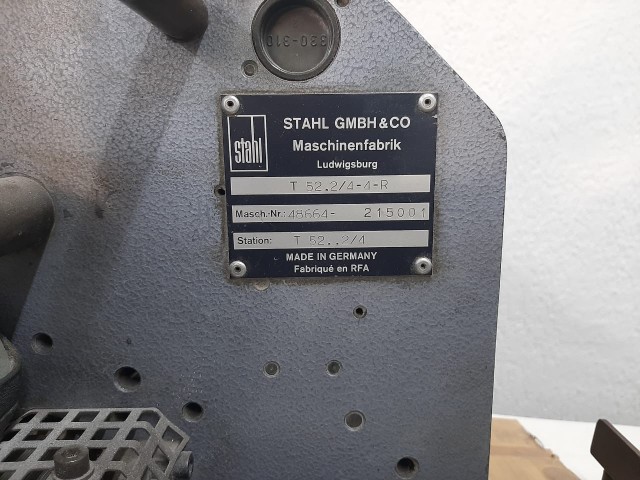 330-310
STAHL GMBH & CO
stahl
Maschinenfabrik
Ludwigsburg
T 52.2/4-4-R
Masch.-Nr.: 48664- 215001
Station: T 52..2/4
MADE IN GERMANY
Fabriqué en RFA